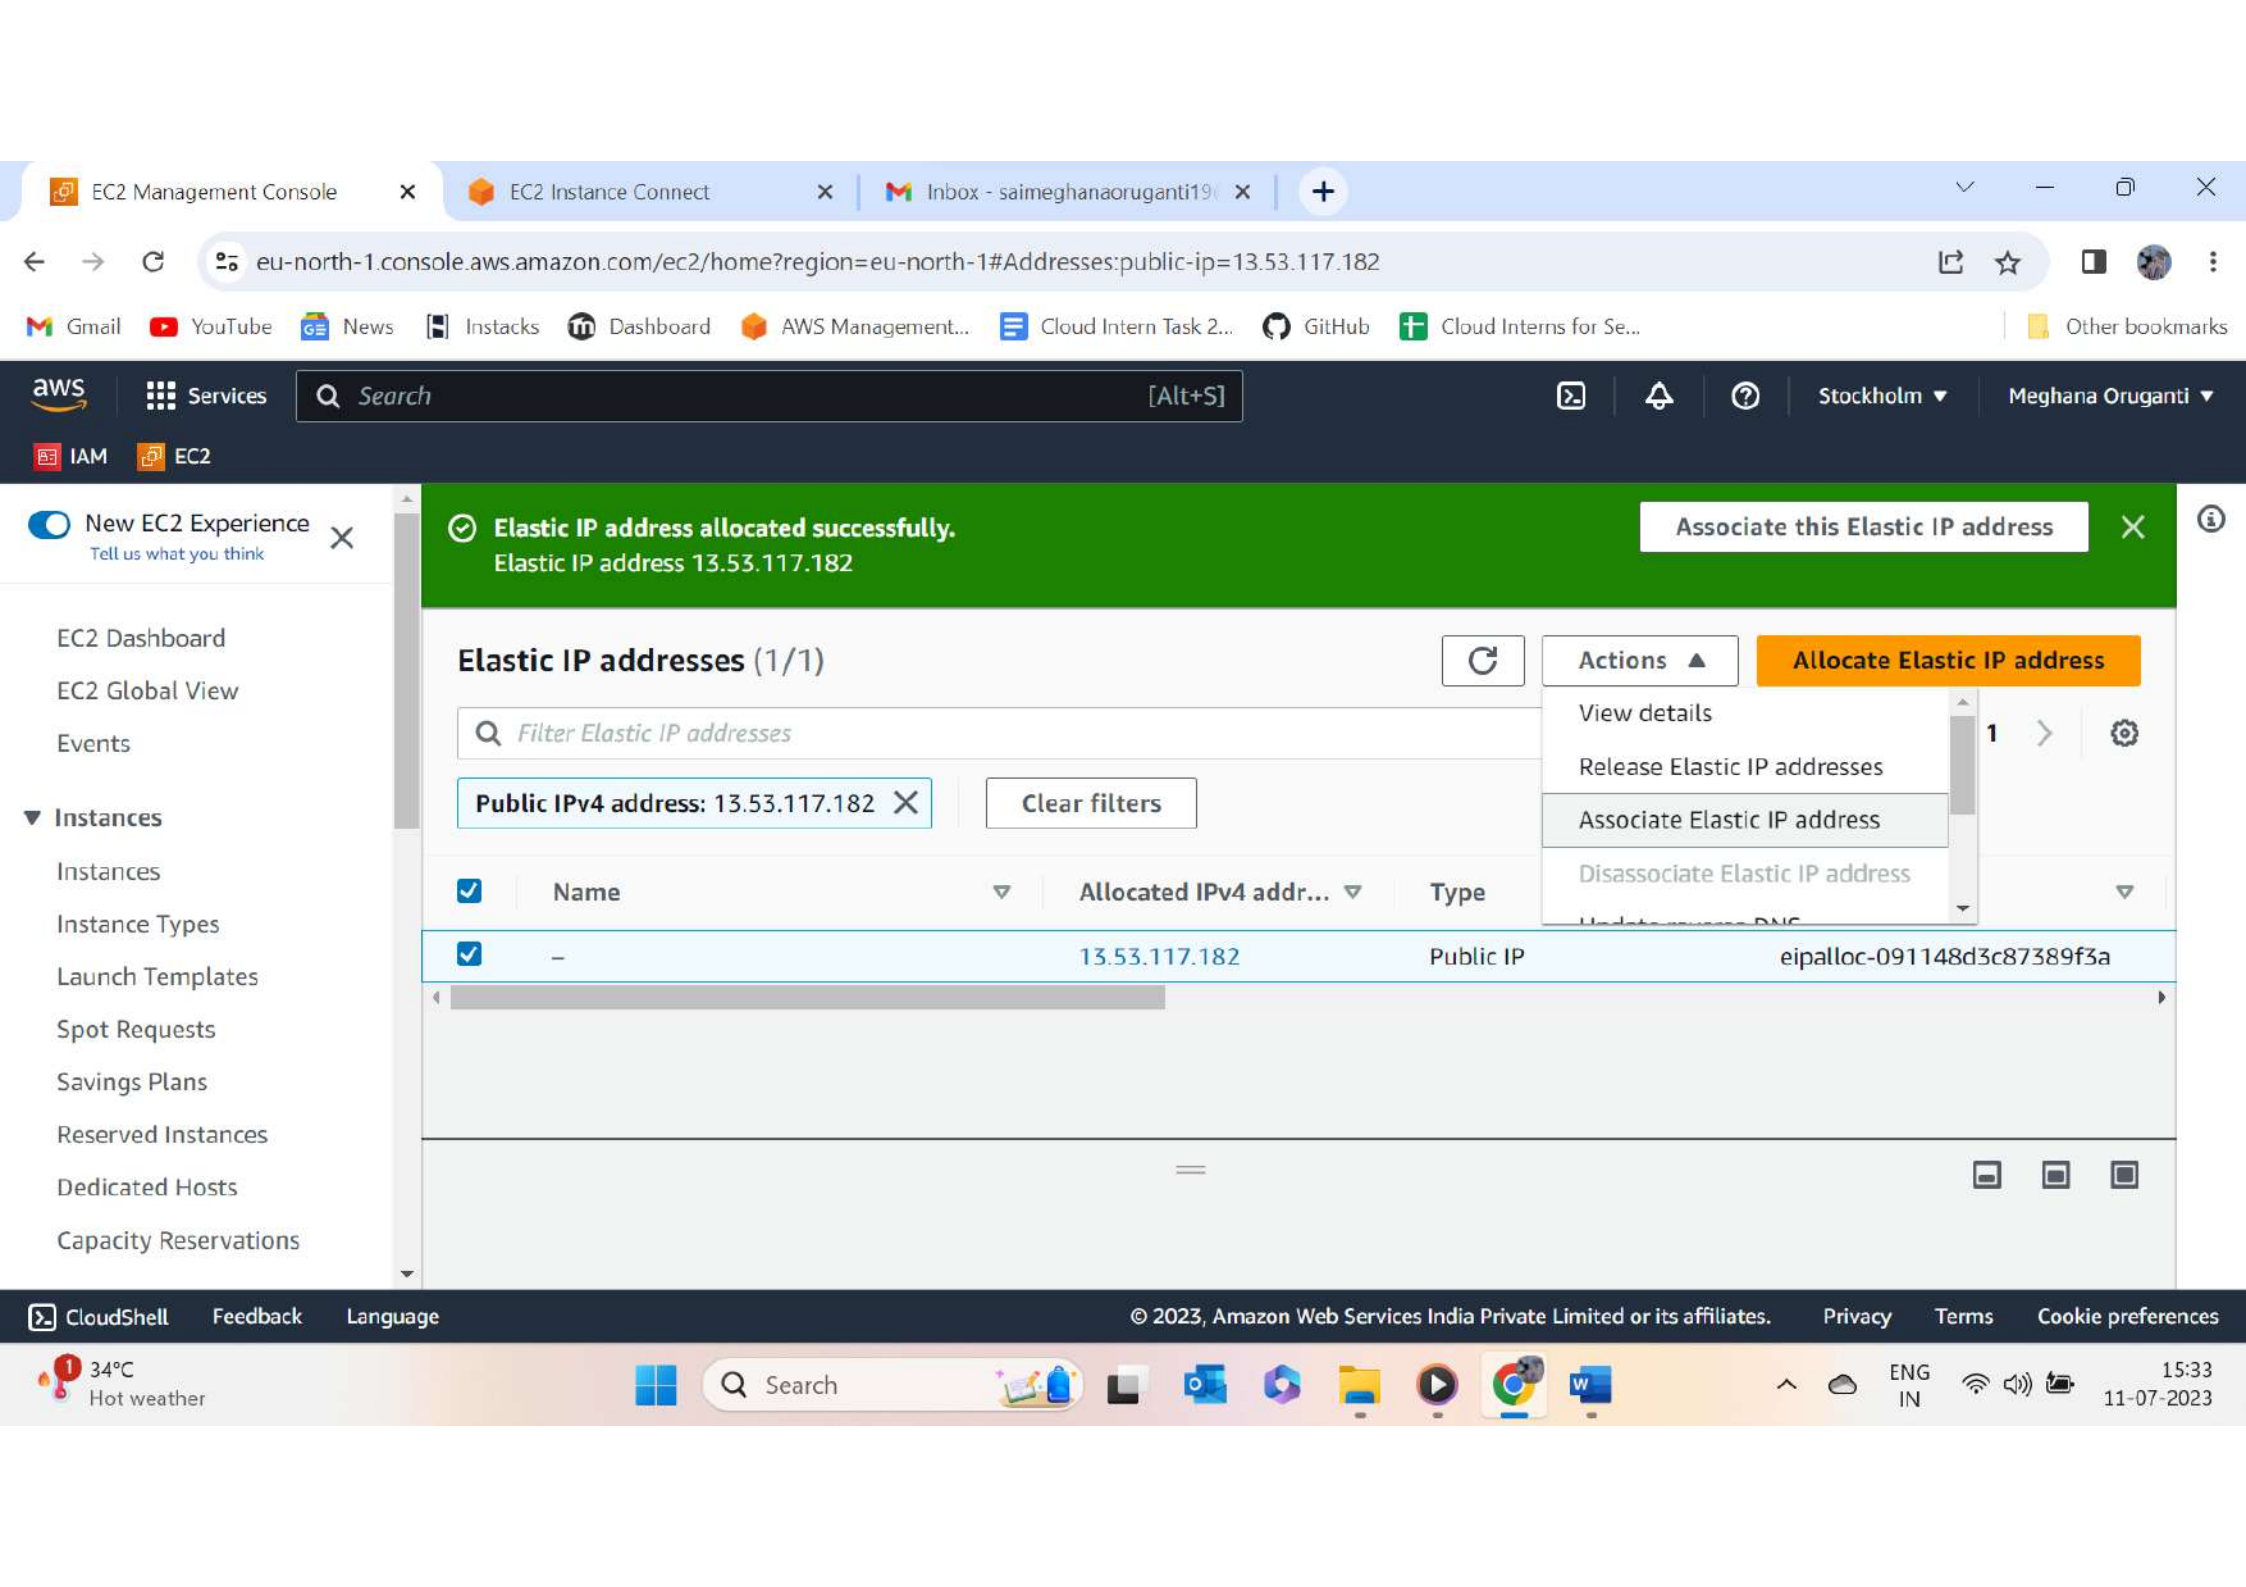 EC2 Management Console
EC2 Instance Connect
Inbox - saimeghanaoruganti19
eu-north-1.console.aws.amazon.com/ec2/home?region=eu-north-1#Addresses:public-ip=13.53.117.182
Gmail YouTube GE News Instacks Dashboard AWS Management... Cloud Intern Task 2... GitHub Cloud Interns for Se... Other bookmarks
aws Services Search [Alt+S] Stockholm Meghana Oruganti
IAM EC2
New EC2 Experience
Tell us what you think
EC2 Dashboard
EC2 Global View
Events
Instances
Instances
Instance Types
Launch Templates
Spot Requests
Savings Plans
Reserved Instances
Dedicated Hosts
Capacity Reservations
Elastic IP address allocated successfully.
Elastic IP address 13.53.117.182
Associate this Elastic IP address
Elastic IP addresses (1/1)
Actions
Allocate Elastic IP address
Filter Elastic IP addresses
1
View details
Release Elastic IP addresses
Associate Elastic IP address
Disassociate Elastic IP address
Update reverse DNS
Public IPv4 address: 13.53.117.182
Clear filters
Name Allocated IPv4 addr... Type
– 13.53.117.182 Public IP eipalloc-091148d3c87389f3a
CloudShell Feedback Language © 2023, Amazon Web Services India Private Limited or its affiliates. Privacy Terms Cookie preferences
1
34°C
Hot weather
Search
ENG
IN
15:33
11-07-2023